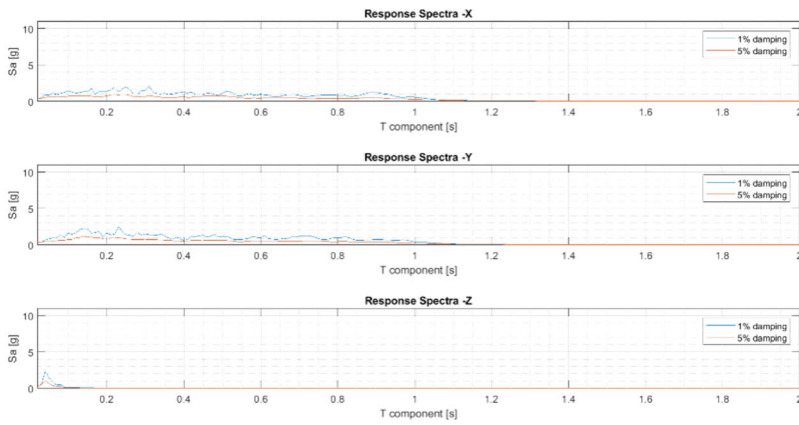 Response Spectra -X
10
5
0
Sa [g]
1% damping
5% damping
0.2 0.4 0.6 0.8 1 1.2 1.4 1.6 1.8 2
T component [s]
Response Spectra -Y
10
5
0
Sa [g]
1% damping
5% damping
0.2 0.4 0.6 0.8 1 1.2 1.4 1.6 1.8 2
T component [s]
Response Spectra -Z
10
5
0
Sa [g]
1% damping
5% damping
0.2 0.4 0.6 0.8 1 1.2 1.4 1.6 1.8 2
T component [s]